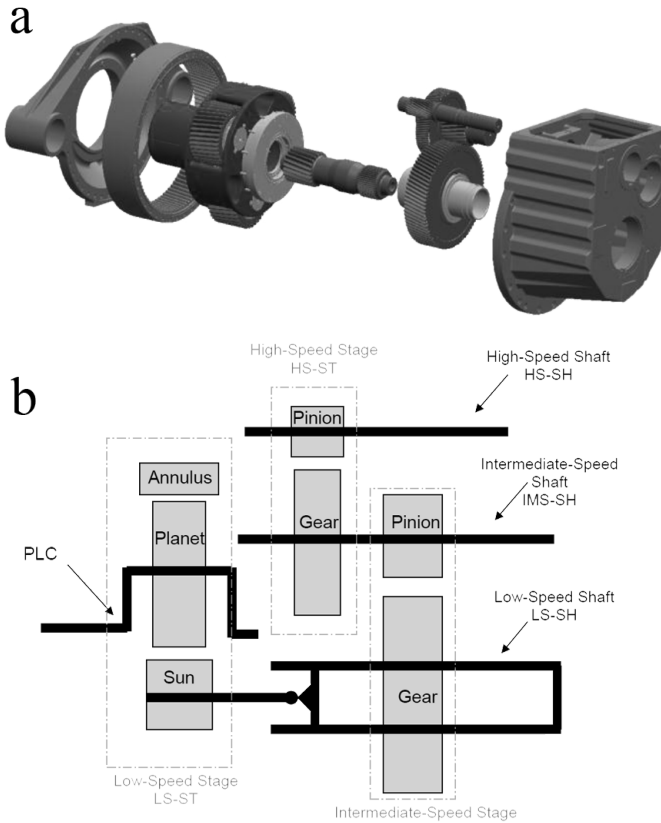 a
b
High-Speed Stage
HS-ST
High-Speed Shaft
HS-SH
Pinion
Annulus
Intermediate-Speed
Shaft
IMS-SH
Gear
Pinion
Planet
PLC
Low-Speed Shaft
LS-SH
Sun
Gear
Low-Speed Stage
LS-ST
Intermediate-Speed Stage